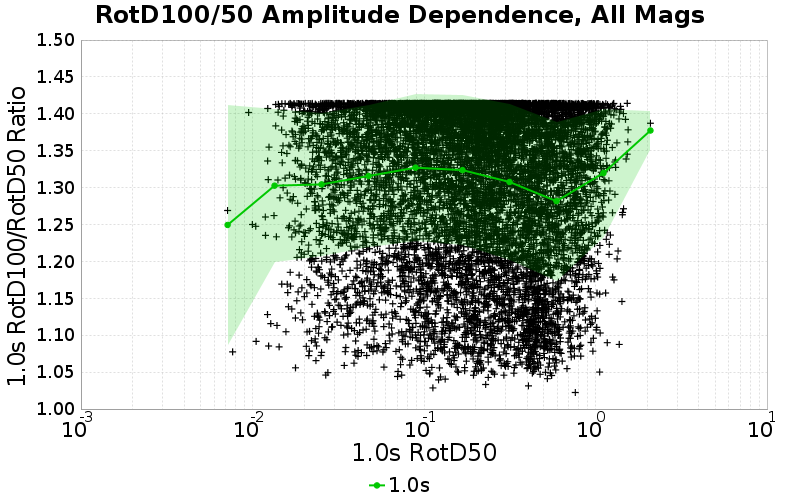 RotD100/50 Amplitude Dependence, All Mags
1.0s RotD100/RotD50 Ratio
1.50
1.45
1.40
1.35
1.30
1.25
1.20
1.15
1.10
1.05
1.00
10^-3 10^-2 10^-1 10^0 10^1
1.0s RotD50
1.0s